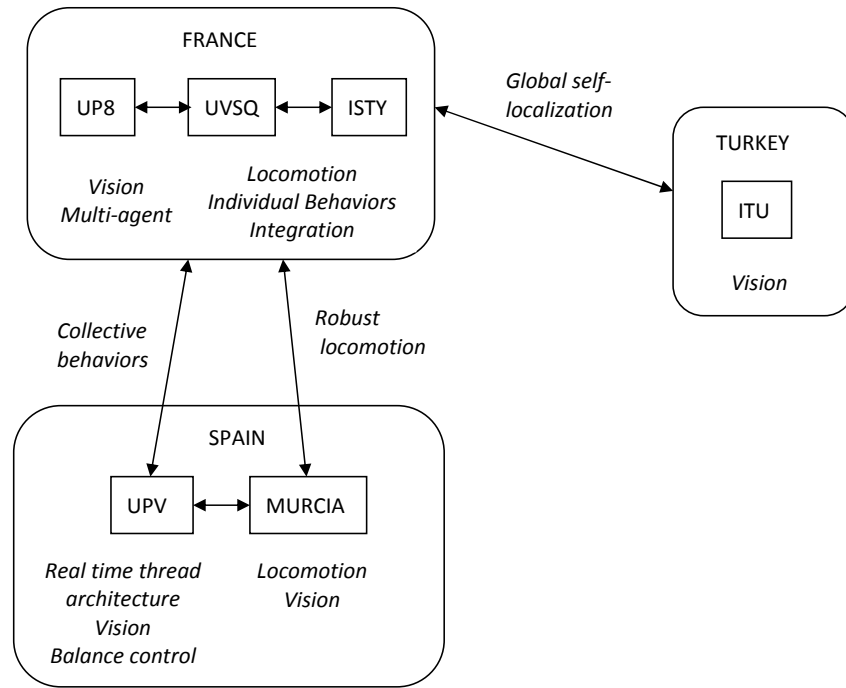 FRANCE
UP8
UVSQ
ISTY
Vision
Multi-agent
Locomotion
Individual Behaviors
Integration
Global self-
localization
TURKEY
ITU
Vision
Collective
behaviors
Robust
locomotion
SPAIN
UPV
MURCIA
Real time thread
architecture
Vision
Balance control
Locomotion
Vision